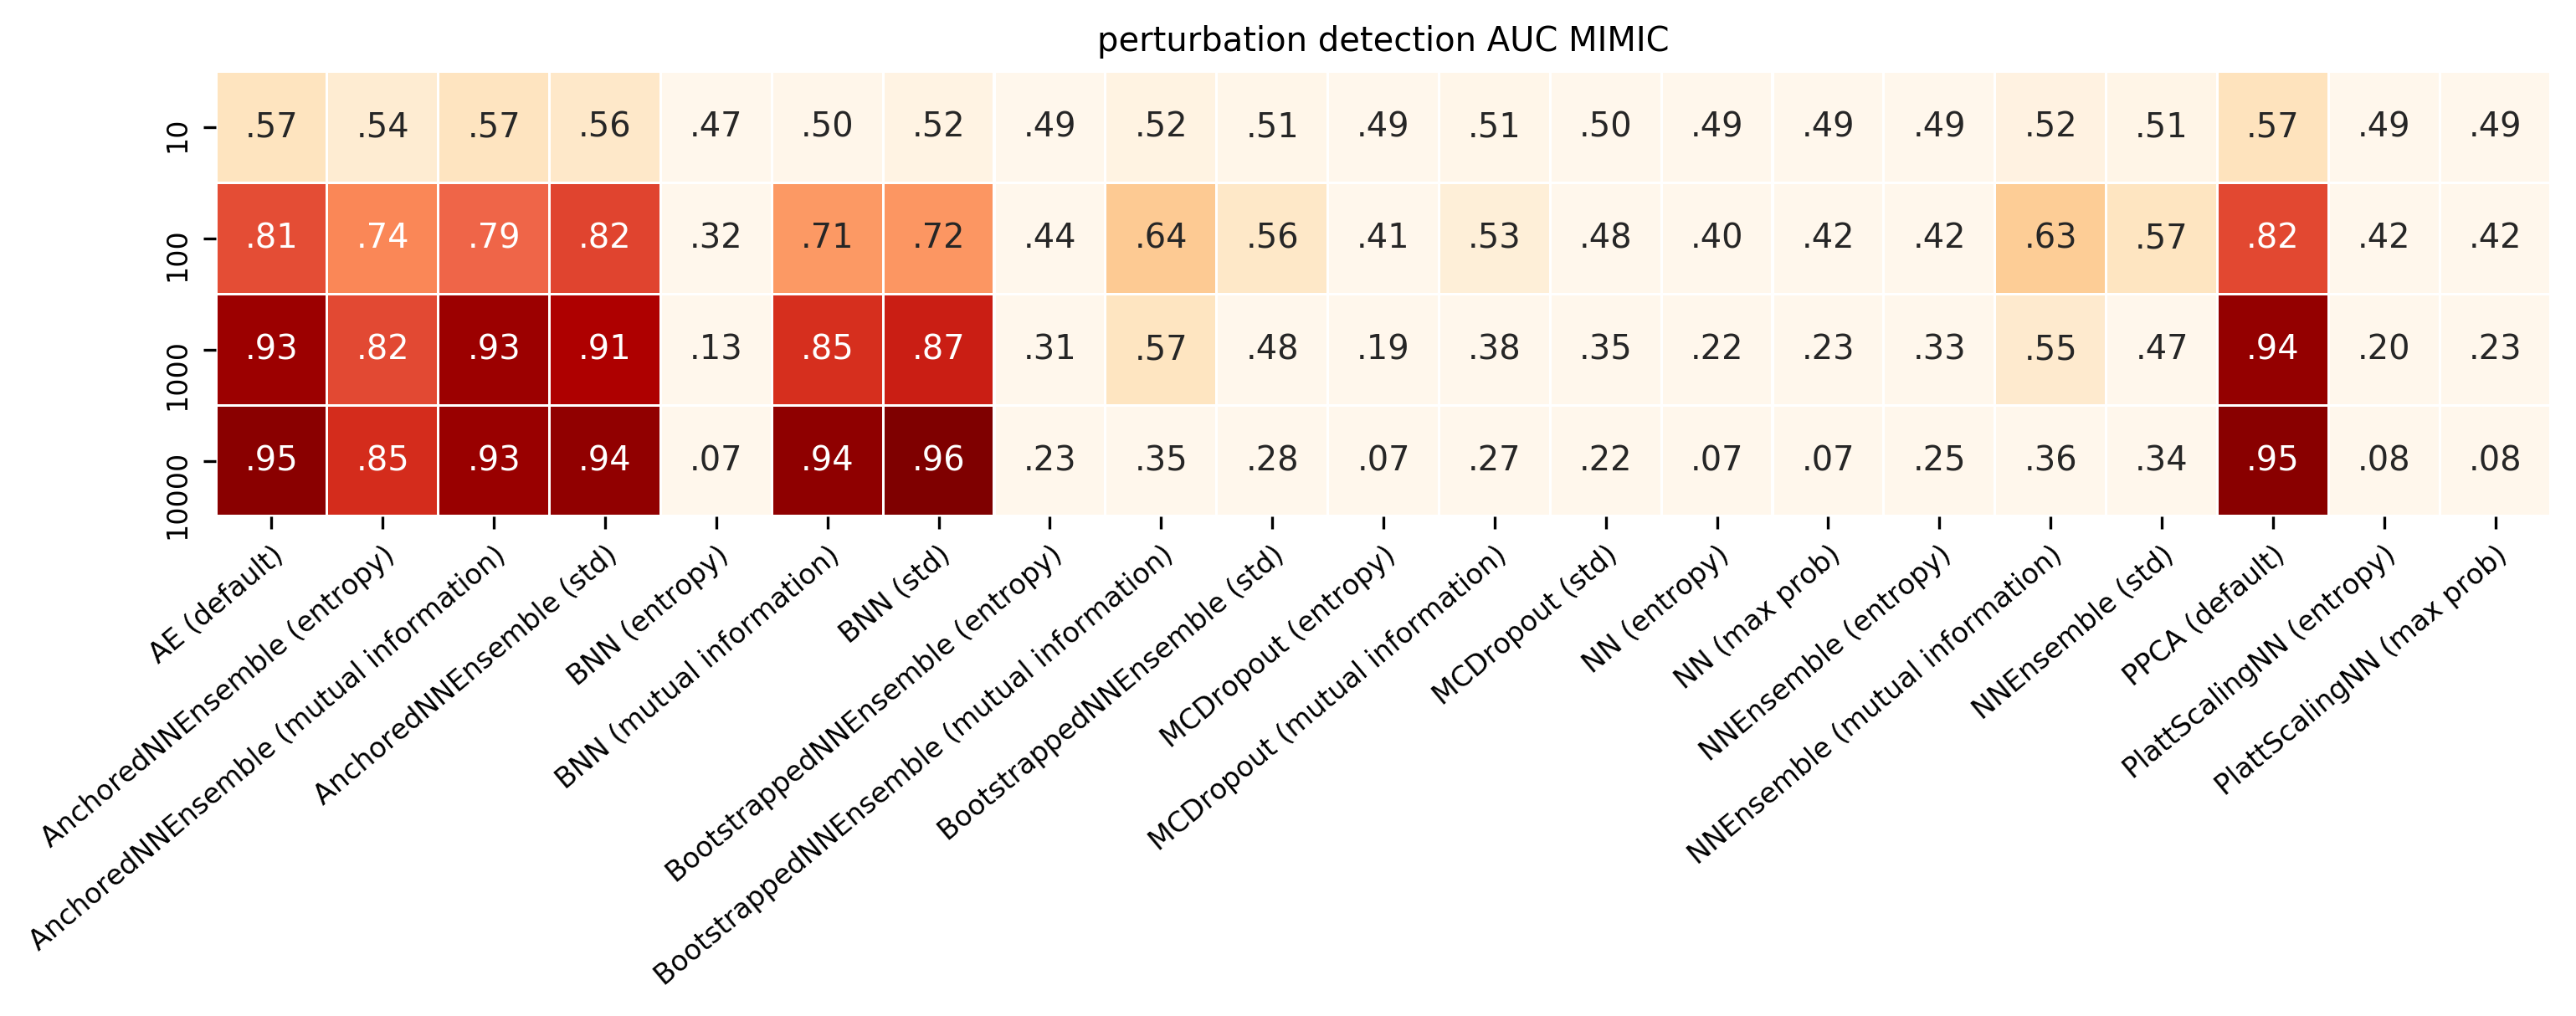 perturbation detection AUC MIMIC
10 .57 .54 .57 .56 .47 .50 .52 .49 .52 .51 .49 .51 .50 .49 .49 .49 .52 .51 .57 .49 .49
100 .81 .74 .79 .82 .32 .71 .72 .44 .64 .56 .41 .53 .48 .40 .42 .42 .63 .57 .82 .42 .42
1000 .93 .82 .93 .91 .13 .85 .87 .31 .57 .48 .19 .38 .35 .22 .23 .33 .55 .47 .94 .20 .23
10000 .95 .85 .93 .94 .07 .94 .96 .23 .35 .28 .07 .27 .22 .07 .07 .25 .36 .34 .95 .08 .08
AE (default)
AnchoredNNEnsemble (entropy)
AnchoredNNEnsemble (mutual information)
AnchoredNNEnsemble (std)
BNN (entropy)
BNN (mutual information)
BNN (std)
BootstrappedNNEnsemble (entropy)
BootstrappedNNEnsemble (mutual information)
BootstrappedNNEnsemble (std)
MCDropout (entropy)
MCDropout (mutual information)
MCDropout (std)
NN (entropy)
NN (max prob)
NNEnsemble (entropy)
NNEnsemble (mutual information)
NNEnsemble (std)
PPCA (default)
PlattScalingNN (entropy)
PlattScalingNN (max prob)